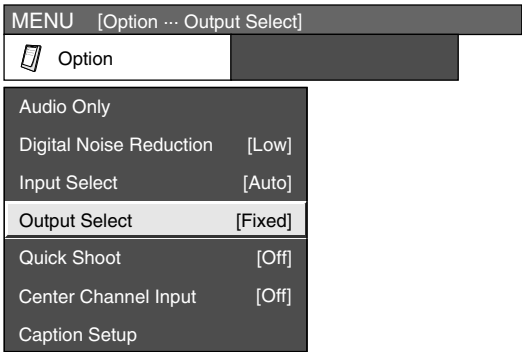 MENU [Option ··· Output Select]
Option
Audio Only
Digital Noise Reduction [Low]
Input Select [Auto]
Output Select [Fixed]
Quick Shoot [Off]
Center Channel Input [Off]
Caption Setup